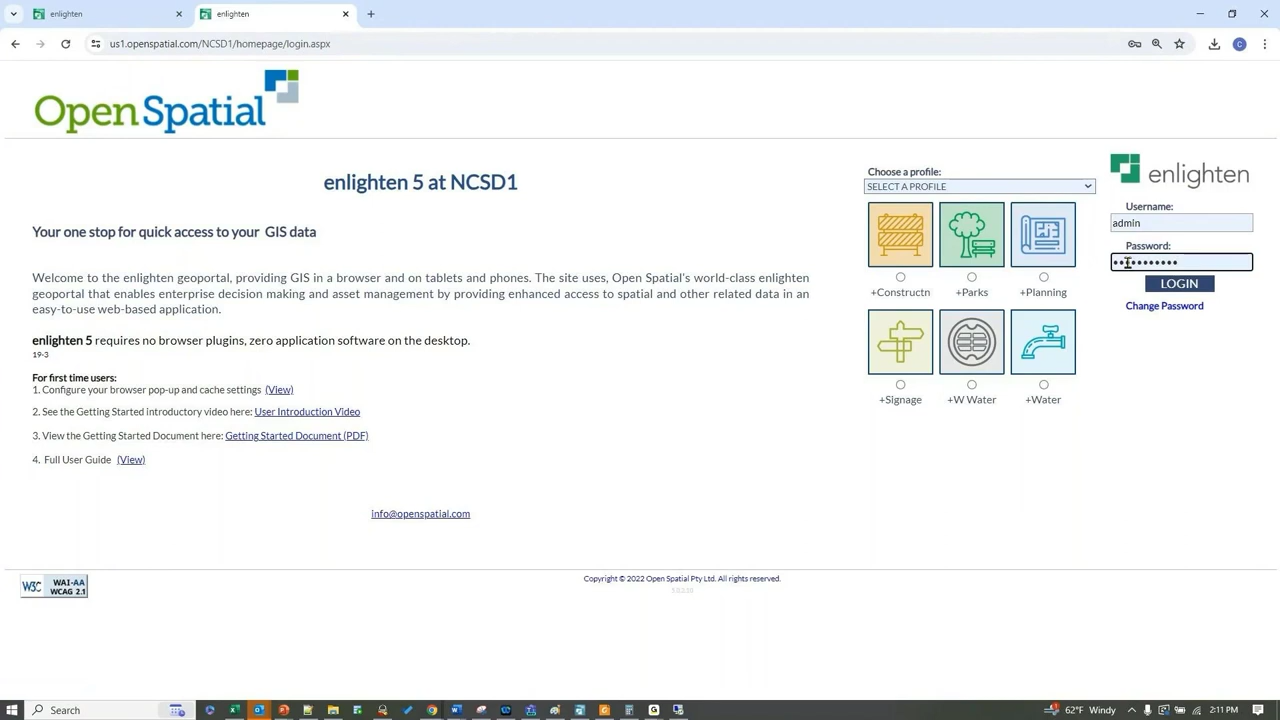 enlighten
enlighten
us1.openspatial.com/NCSD1/homepage/login.aspx
C
Open Spatial
enlighten 5 at NCSD1
Your one stop for quick access to your GIS data
Welcome to the enlighten geoportal, providing GIS in a browser and on tablets and phones. The site uses, Open Spatial's world-class enlighten
geoportal that enables enterprise decision making and asset management by providing enhanced access to spatial and other related data in an
easy-to-use web-based application.
enlighten 5 requires no browser plugins, zero application software on the desktop.
19-3
For first time users:
1. Configure your browser pop-up and cache settings (View)
2. See the Getting Started introductory video here: User Introduction Video
3. View the Getting Started Document here: Getting Started Document (PDF)
4. Full User Guide (View)
info@openspatial.com
Choose a profile:
SELECT A PROFILE
+Constructn
+Parks
+Planning
+Signage
+W Water
+Water
enlighten
Username:
admin
Password:
LOGIN
Change Password
W3C WAI-AA
WCAG 2.1
Copyright © 2022 Open Spatial Pty Ltd. All rights reserved.
Search
62°F Windy
2:11 PM